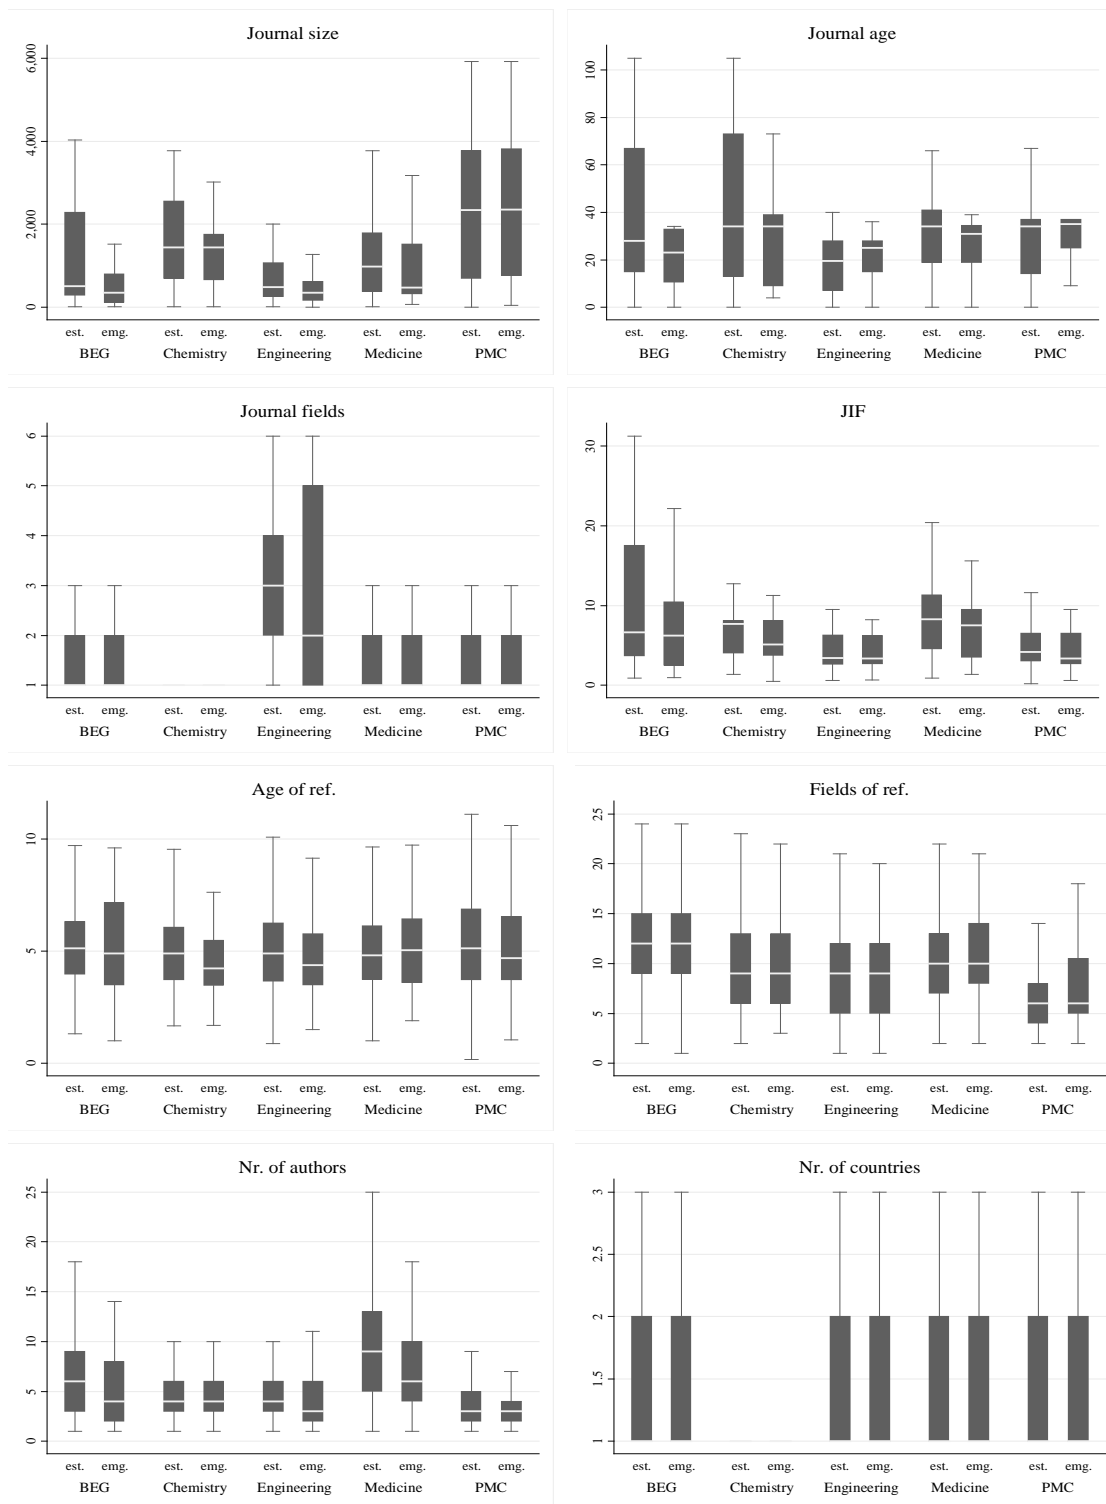 Journal size
6,000
4,000
2,000
0
est. emg. est. emg. est. emg. est. emg. est. emg.
BEG Chemistry Engineering Medicine PMC
Journal age
100
80
60
40
20
0
est. emg. est. emg. est. emg. est. emg. est. emg.
BEG Chemistry Engineering Medicine PMC
Journal fields
6
5
4
3
2
1
est. emg. est. emg. est. emg. est. emg. est. emg.
BEG Chemistry Engineering Medicine PMC
JIF
30
20
10
0
est. emg. est. emg. est. emg. est. emg. est. emg.
BEG Chemistry Engineering Medicine PMC
Age of ref.
10
5
0
est. emg. est. emg. est. emg. est. emg. est. emg.
BEG Chemistry Engineering Medicine PMC
Fields of ref.
25
20
15
10
5
0
est. emg. est. emg. est. emg. est. emg. est. emg.
BEG Chemistry Engineering Medicine PMC
Nr. of authors
25
20
15
10
5
0
est. emg. est. emg. est. emg. est. emg. est. emg.
BEG Chemistry Engineering Medicine PMC
Nr. of countries
3
2.5
2
1.5
1
est. emg. est. emg. est. emg. est. emg. est. emg.
BEG Chemistry Engineering Medicine PMC